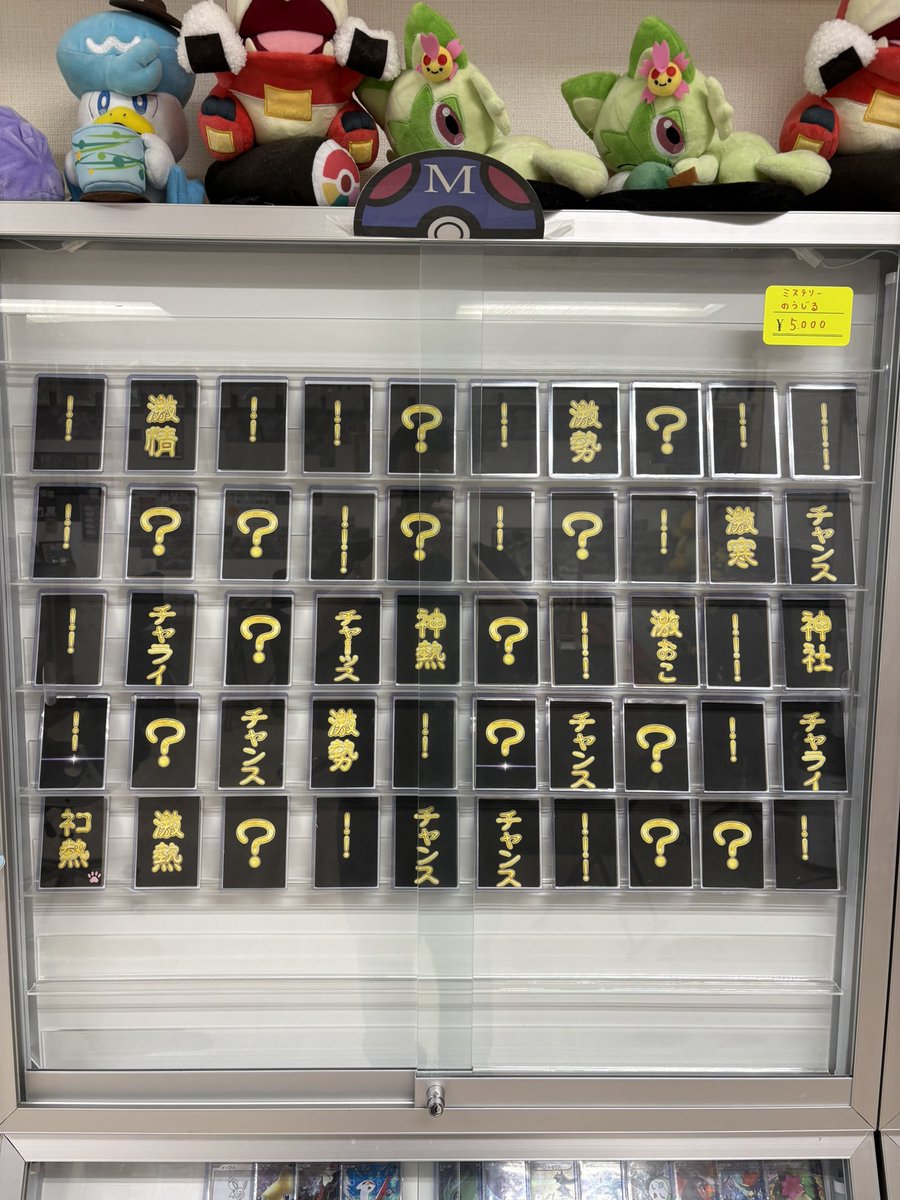 M
ミステリー
のうじる
¥5.000
!! 激情 !! !! ? !! 激勢 ? !! !!!
!! ? ? !!! ? !! ? !! 激寒 チャンス
!! チャライ ? チャーッス 神熱 ? !!! 激おこ !!! 神社
!! ? チャンス 激勢 !! ? チャンス ? !! チャライ
ネコ熱 激熱 ? !! チャンス チャンス !!! ? ? !!